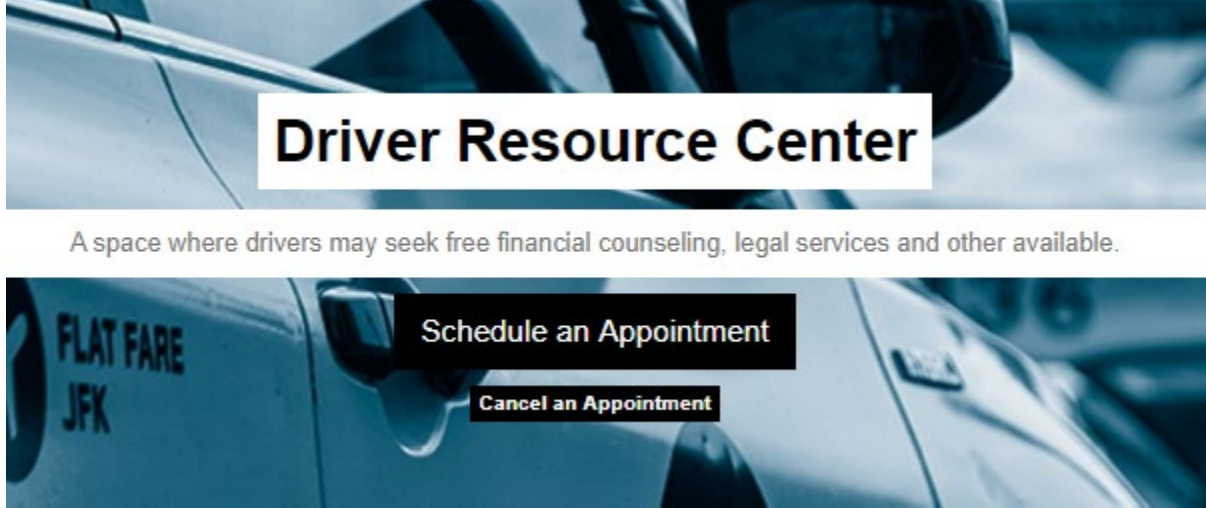 Driver Resource Center
A space where drivers may seek free financial counseling, legal services and other available.
Schedule an Appointment
FLAT FARE
JFK
Cancel an Appointment